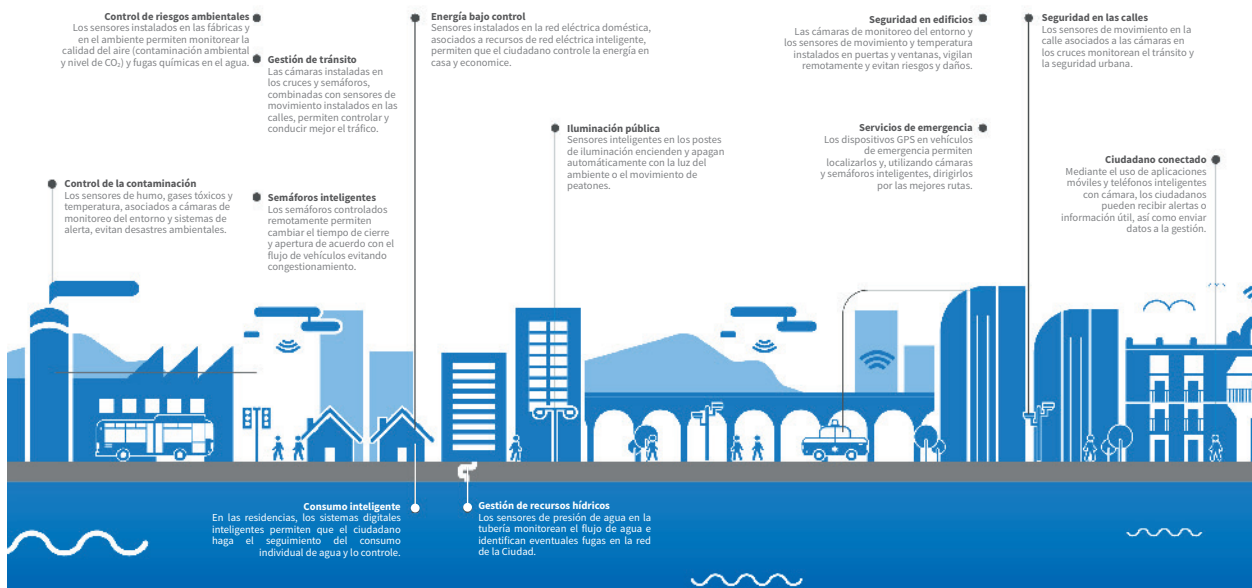 Control de riesgos ambientales
Los sensores instalados en las fábricas y
en el ambiente permiten monitorear la
calidad del aire (contaminación ambiental
y nivel de CO₂) y fugas químicas en el agua.
Gestión de tránsito
Las cámaras instaladas en
los cruces y semáforos,
combinadas con sensores de
movimiento instalados en las
calles, permiten controlar y
conducir mejor el tráfico.
Energía bajo control
Sensores instalados en la red eléctrica doméstica,
asociados a recursos de red eléctrica inteligente,
permiten que el ciudadano controle la energía en
casa y economice.
Seguridad en edificios
Las cámaras de monitoreo del entorno y
los sensores de movimiento y temperatura
instalados en puertas y ventanas, vigilan
remotamente y evitan riesgos y daños.
Seguridad en las calles
Los sensores de movimiento en la
calle asociados a las cámaras en
los cruces monitorean el tránsito y
la seguridad urbana.
Iluminación pública
Sensores inteligentes en los postes
de iluminación encienden y apagan
automáticamente con la luz del
ambiente o el movimiento de
peatones.
Servicios de emergencia
Los dispositivos GPS en vehículos
de emergencia permiten
localizarlos y, utilizando cámaras
y semáforos inteligentes, dirigirlos
por las mejores rutas.
Ciudadano conectado
Mediante el uso de aplicaciones
móviles y teléfonos inteligentes
con cámara, los ciudadanos
pueden recibir alertas o
información útil, así como enviar
datos a la gestión.
Control de la contaminación
Los sensores de humo, gases tóxicos y
temperatura, asociados a cámaras de
monitoreo del entorno y sistemas de
alerta, evitan desastres ambientales.
Semáforos inteligentes
Los semáforos controlados
remotamente permiten
cambiar el tiempo de cierre
y apertura de acuerdo con el
flujo de vehículos evitando
congestionamiento.
Consumo inteligente
En las residencias, los sistemas digitales
inteligentes permiten que el ciudadano
haga el seguimiento del consumo
individual de agua y lo controle.
Gestión de recursos hídricos
Los sensores de presión de agua en la
tubería monitorean el flujo de agua e
identifican eventuales fugas en la red
de la Ciudad.